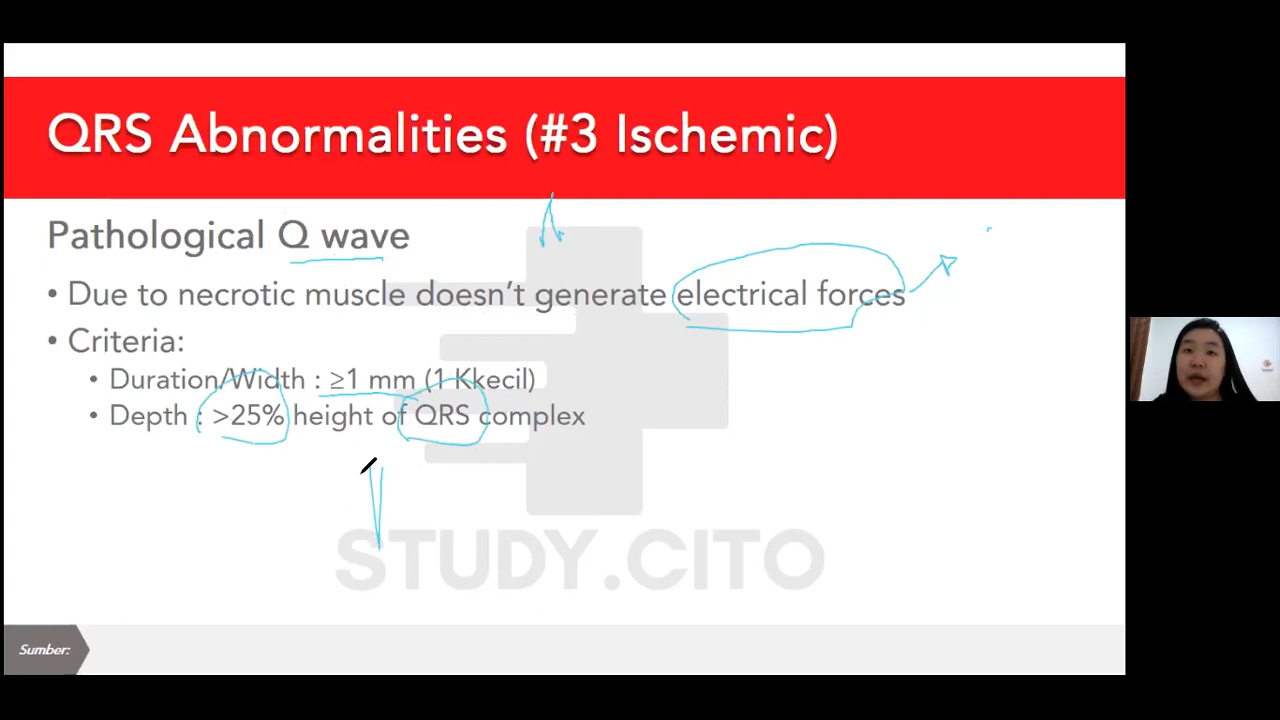 QRS Abnormalities (#3 Ischemic)
Pathological Q wave
• Due to necrotic muscle doesn't generate electrical forces
• Criteria:
• Duration/Width : ≥1 mm (1 Kkecil)
• Depth : >25% height of QRS complex
STUDY.CITO
Sumber: